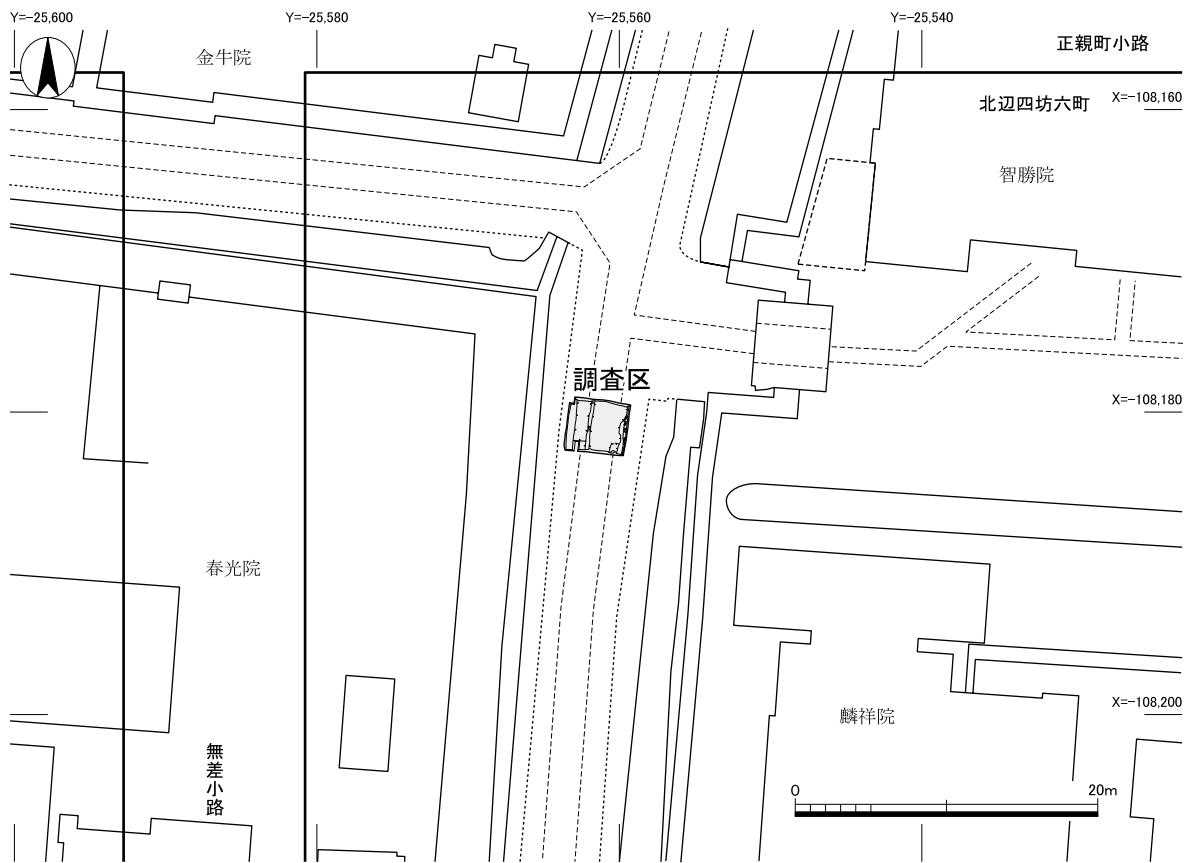 Y=-25,600
Y=-25,580
Y=-25,560
Y=-25,540
正親町小路
金牛院
北辺四坊六町
X=-108,160
智勝院
調査区
X=-108,180
春光院
X=-108,200
麟祥院
無差小路
0
20m